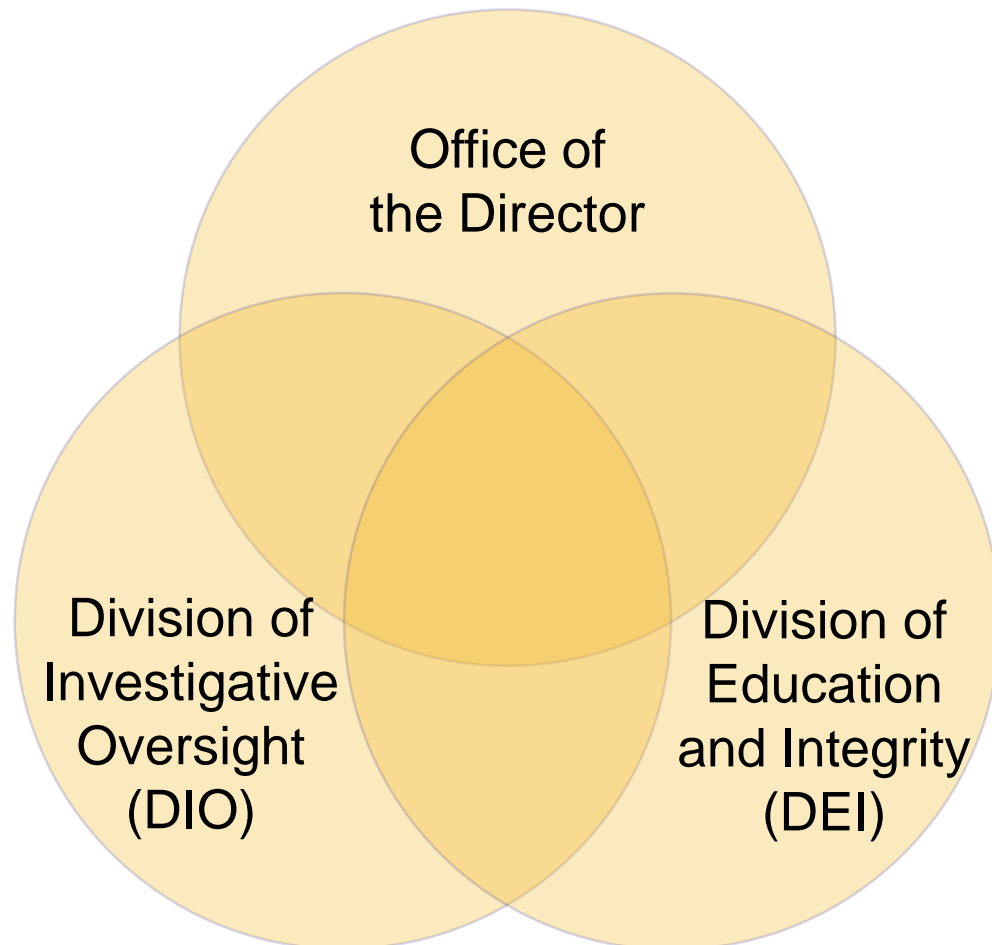 Office of
the Director
Division of
Investigative
Oversight
(DIO)
Division of
Education
and Integrity
(DEI)